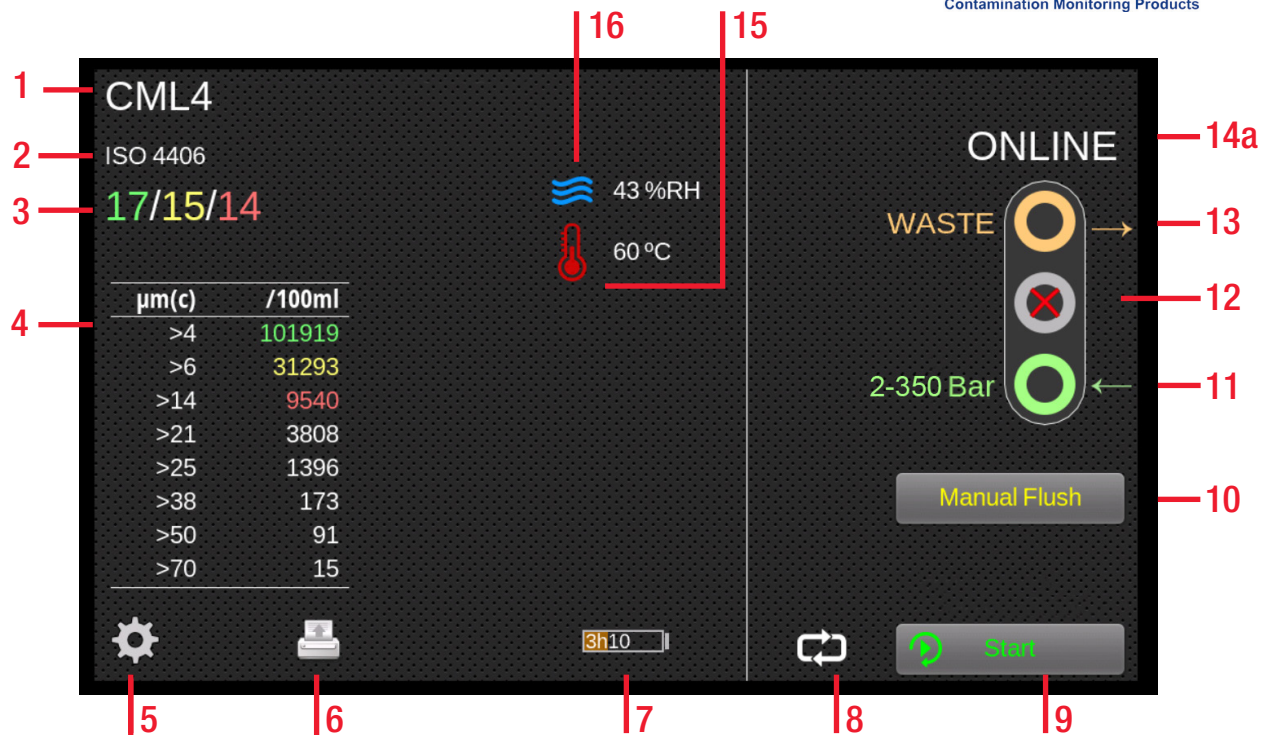 Contamination Monitoring Products
16
15
1
CML4
14a
ONLINE
2
ISO 4406
3
17/15/14
43 %RH
WASTE
13
60 ºC
12
µm(c) /100ml
4
>4 101919
>6 31293
>14 9540
>21 3808
>25 1396
>38 173
>50 91
>70 15
2-350 Bar
11
Manual Flush
10
3h10
Start
5
6
7
8
9